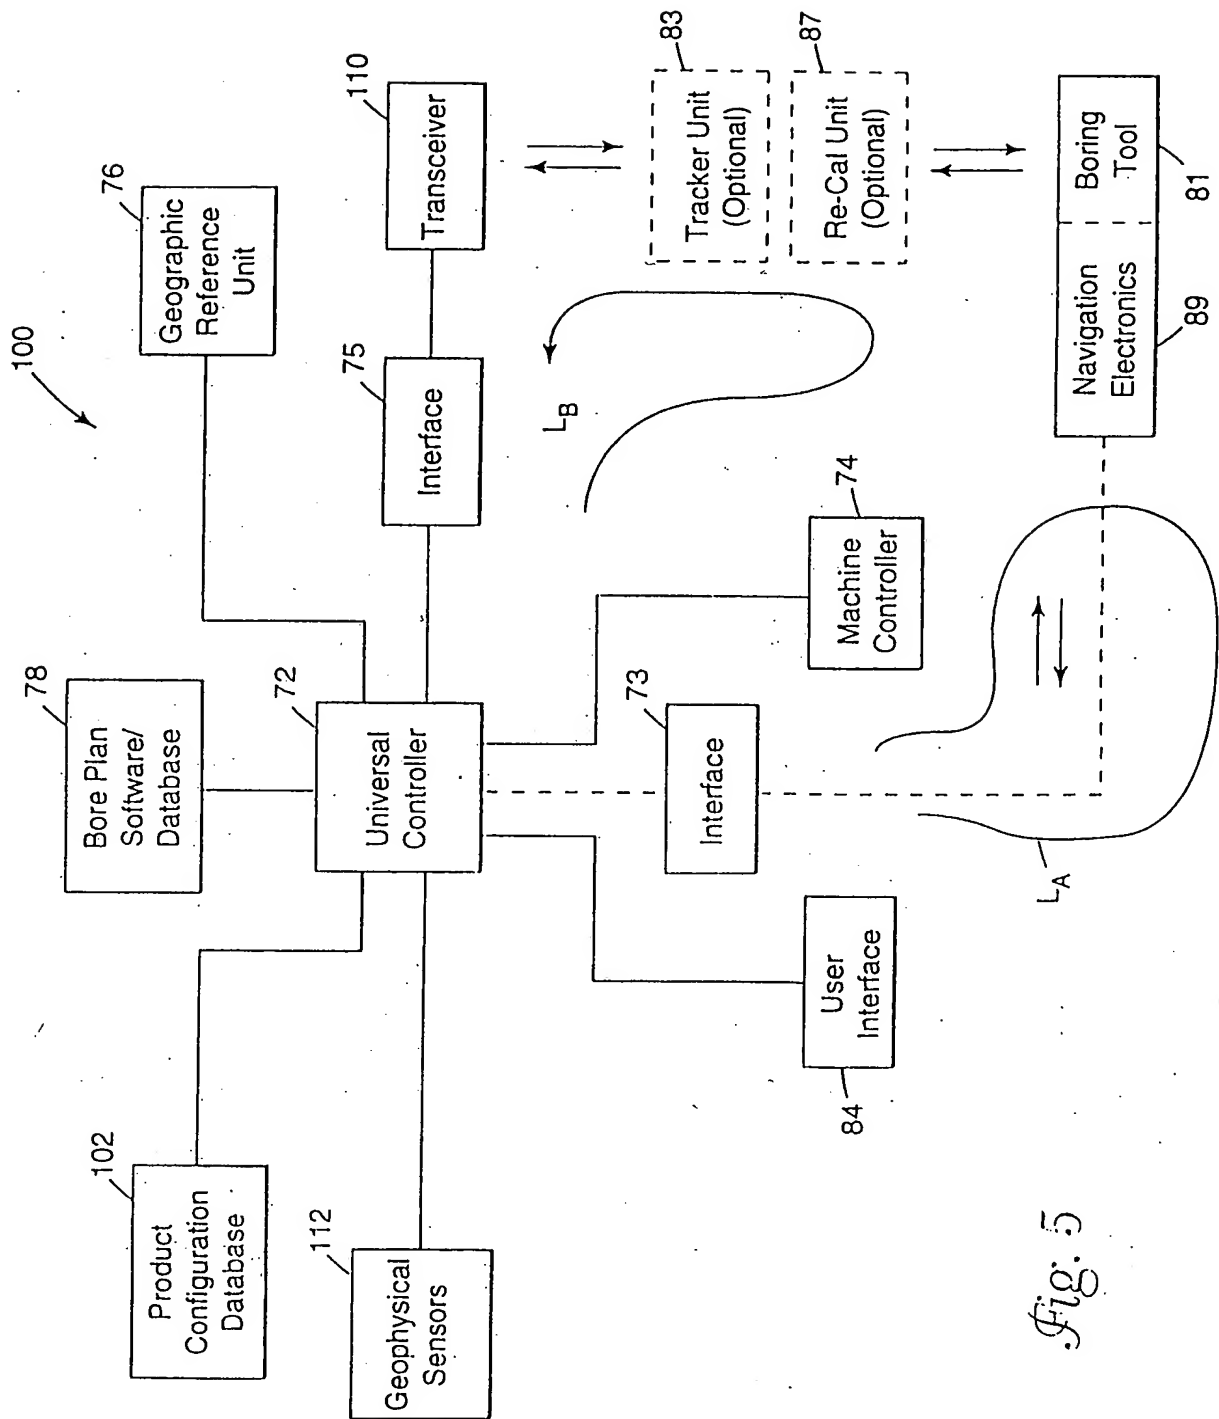 100
102
Product
Configuration
Database
78
Bore Plan
Software/
Database
76
Geographic
Reference
Unit
112
Geophysical
Sensors
72
Universal
Controller
75
Interface
110
Transceiver
84
User
Interface
73
Interface
74
Machine
Controller
LB
83
Tracker Unit
(Optional)
87
Re-Cal Unit
(Optional)
LA
Navigation
Electronics
89
Boring
Tool
81
Fig. 5